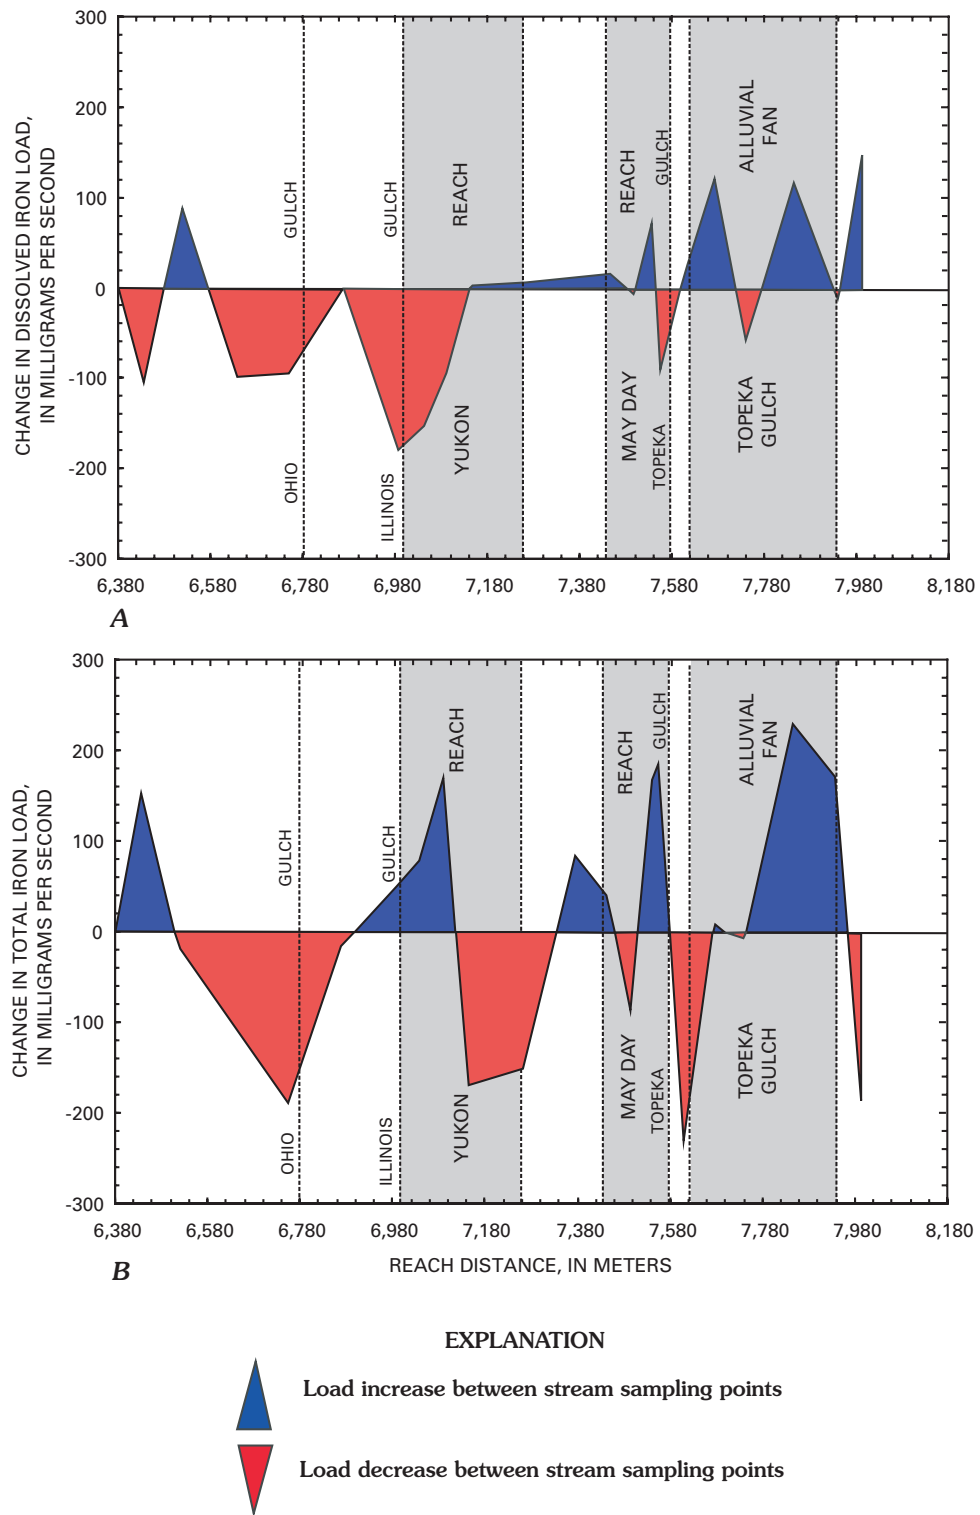 300
200
100
0
-100
-200
-300
CHANGE IN DISSOLVED IRON LOAD,
IN MILLIGRAMS PER SECOND
OHIO GULCH
ILLINOIS GULCH
YUKON REACH
MAY DAY REACH
TOPEKA GULCH
TOPEKA ALLUVIAL
GULCH FAN
6,380 6,580 6,780 6,980 7,180 7,380 7,580 7,780 7,980 8,180
A
300
200
100
0
-100
-200
-300
CHANGE IN TOTAL IRON LOAD,
IN MILLIGRAMS PER SECOND
OHIO GULCH
ILLINOIS GULCH
YUKON REACH
MAY DAY REACH
TOPEKA GULCH
TOPEKA ALLUVIAL
GULCH FAN
6,380 6,580 6,780 6,980 7,180 7,380 7,580 7,780 7,980 8,180
B
REACH DISTANCE, IN METERS
EXPLANATION
Load increase between stream sampling points
Load decrease between stream sampling points